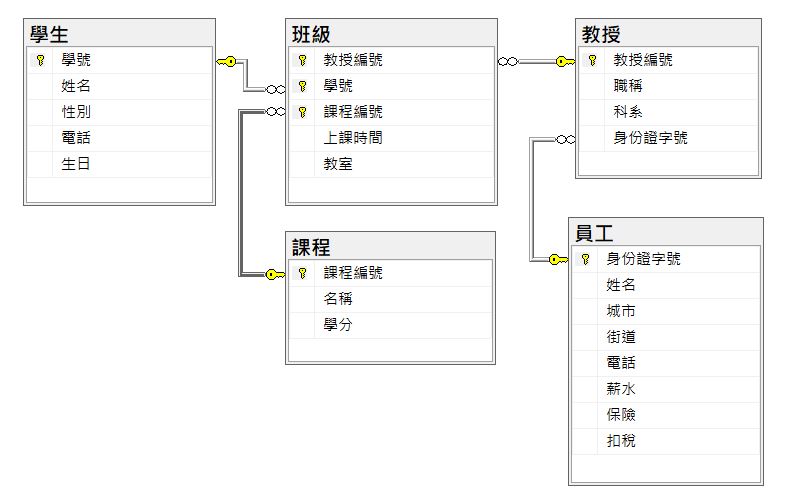 學生
學號
姓名
性別
電話
生日
班級
教授編號
學號
課程編號
上課時間
教室
教授
教授編號
職稱
科系
身份證字號
課程
課程編號
名稱
學分
員工
身份證字號
姓名
城市
街道
電話
薪水
保險
扣稅